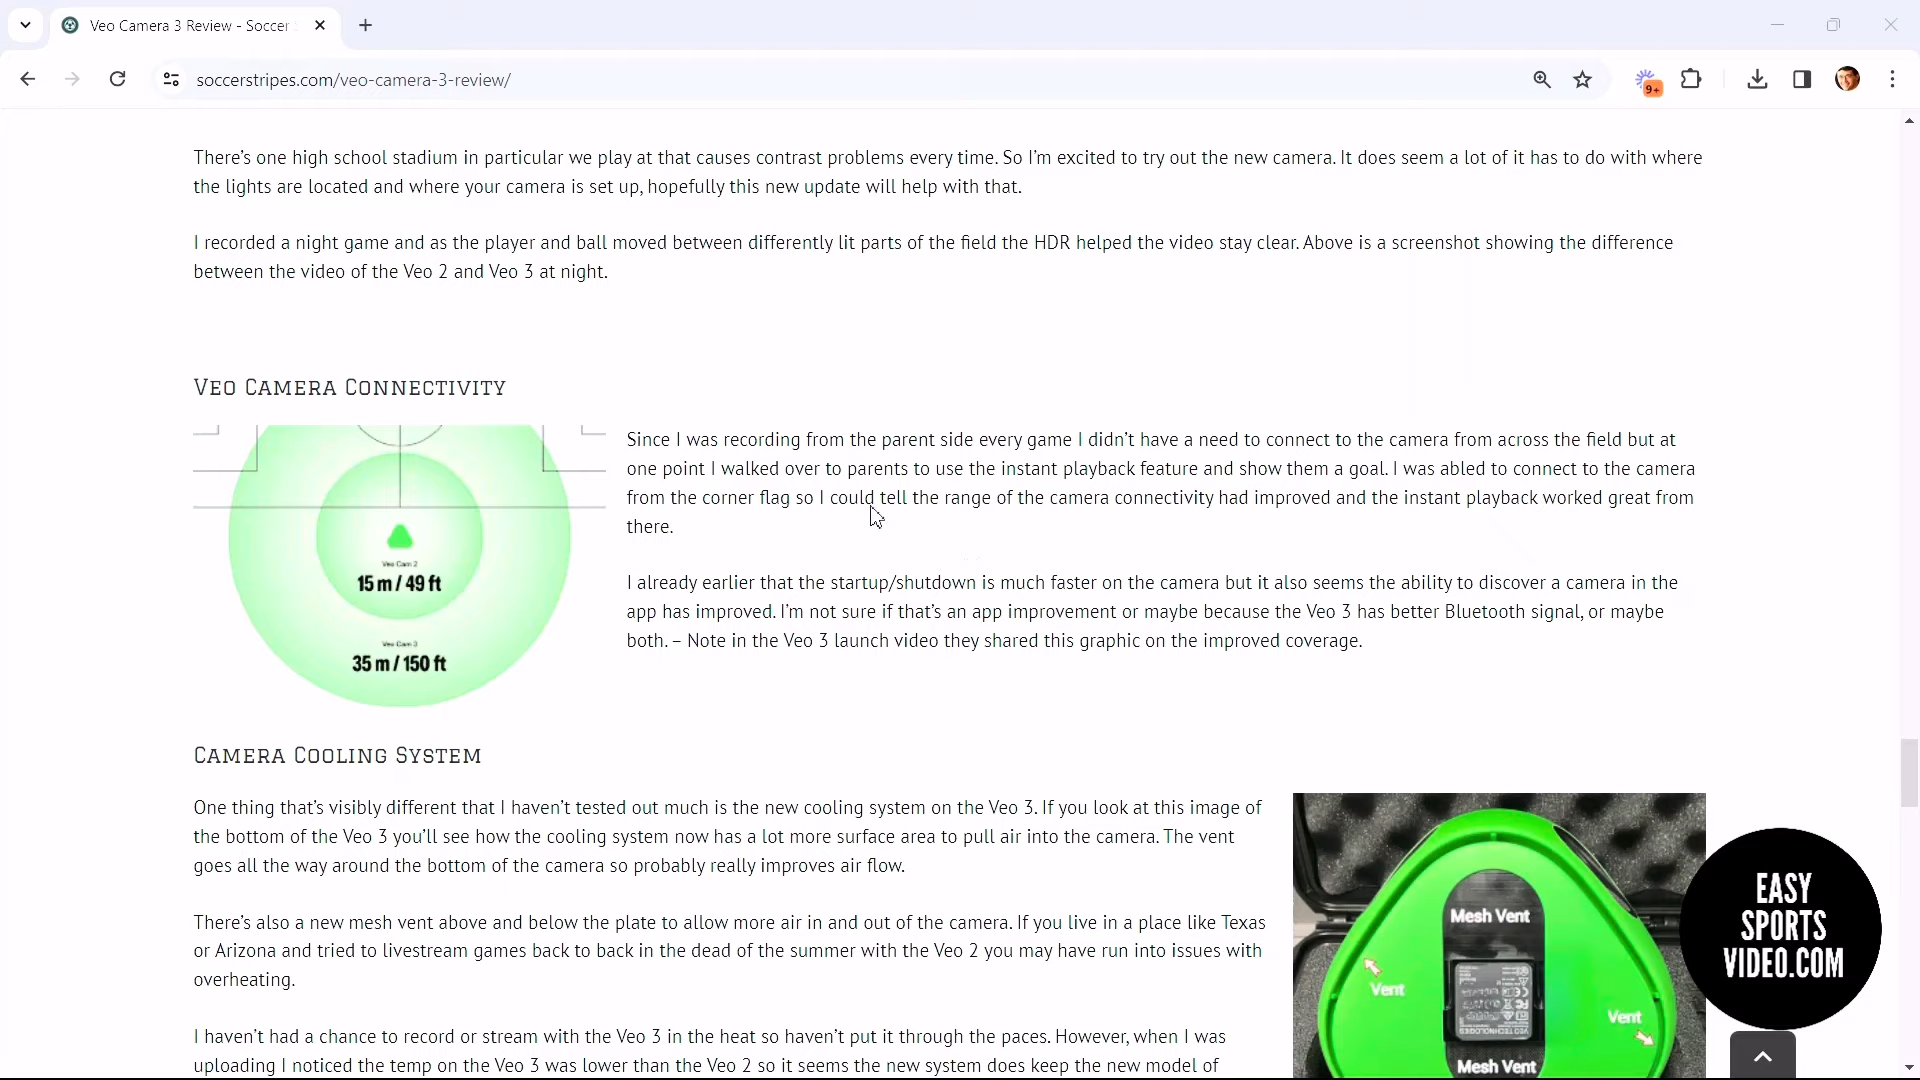 Veo Camera 3 Review - Soccer
soccerstripes.com/veo-camera-3-review/
9+
There's one high school stadium in particular we play at that causes contrast problems every time. So I'm excited to try out the new camera. It does seem a lot of it has to do with where
the lights are located and where your camera is set up, hopefully this new update will help with that.
I recorded a night game and as the player and ball moved between differently lit parts of the field the HDR helped the video stay clear. Above is a screenshot showing the difference
between the video of the Veo 2 and Veo 3 at night.
Veo Camera Connectivity
Veo Cam 2
15 m / 49 ft
Veo Cam 3
35 m / 150 ft
Since I was recording from the parent side every game I didn't have a need to connect to the camera from across the field but at
one point I walked over to parents to use the instant playback feature and show them a goal. I was abled to connect to the camera
from the corner flag so I could tell the range of the camera connectivity had improved and the instant playback worked great from
there.
I already earlier that the startup/shutdown is much faster on the camera but it also seems the ability to discover a camera in the
app has improved. I'm not sure if that's an app improvement or maybe because the Veo 3 has better Bluetooth signal, or maybe
both. – Note in the Veo 3 launch video they shared this graphic on the improved coverage.
Camera Cooling System
One thing that's visibly different that I haven't tested out much is the new cooling system on the Veo 3. If you look at this image of
the bottom of the Veo 3 you'll see how the cooling system now has a lot more surface area to pull air into the camera. The vent
goes all the way around the bottom of the camera so probably really improves air flow.
There's also a new mesh vent above and below the plate to allow more air in and out of the camera. If you live in a place like Texas
or Arizona and tried to livestream games back to back in the dead of the summer with the Veo 2 you may have run into issues with
overheating.
I haven't had a chance to record or stream with the Veo 3 in the heat so haven't put it through the paces. However, when I was
uploading I noticed the temp on the Veo 3 was lower than the Veo 2 so it seems the new system does keep the new model of
Mesh Vent
Vent
Vent
Mesh Vent
EASY
SPORTS
VIDEO.COM